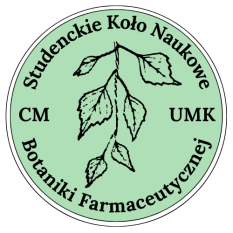 Studenckie Koło Naukowe
CM UMK
Botaniki Farmaceutycznej